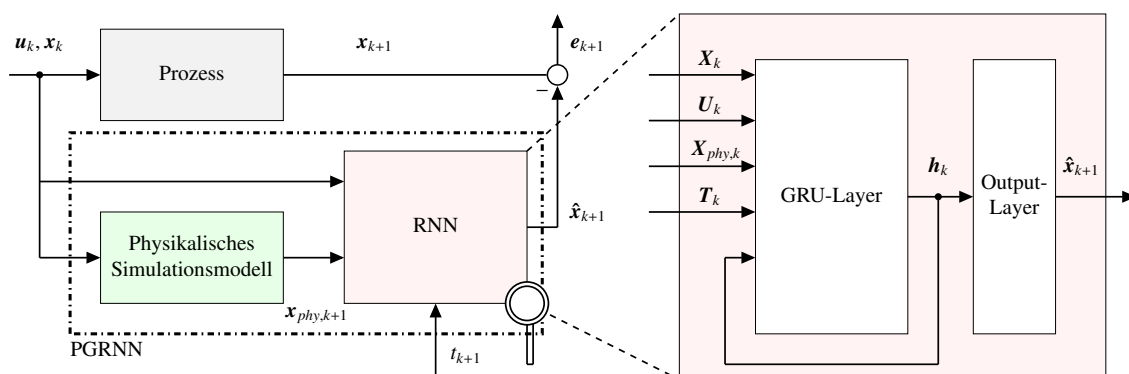 u_k, x_k
Prozess
x_{k+1}
e_{k+1}
−
Physikalisches
Simulationsmodell
x_{phy,k+1}
RNN
x̂_{k+1}
PGRNN
t_{k+1}
X_k
U_k
X_{phy,k}
T_k
GRU-Layer
h_k
Output-
Layer
x̂_{k+1}